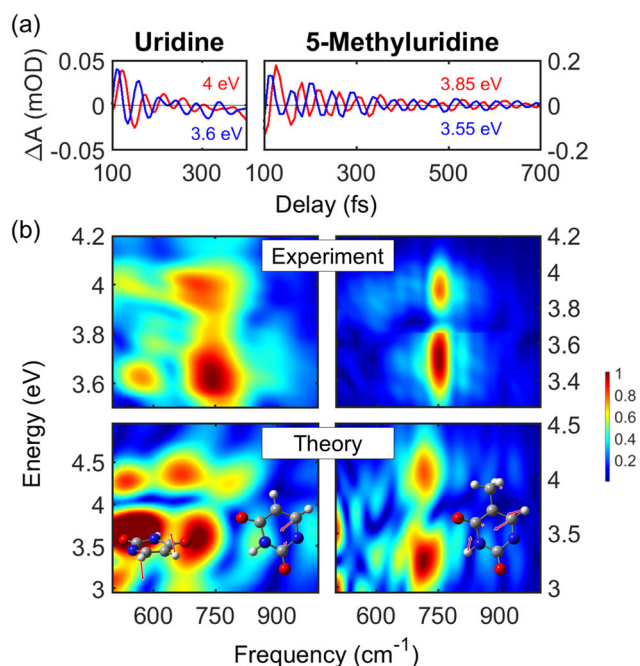 (a) Uridine 5-Methyluridine
0.05 0.2
ΔA (mOD) 0 0
4 eV 3.85 eV
3.6 eV 3.55 eV
-0.05 -0.2
100 300 100 200 300 400 500 600 700
Delay (fs)
(b)
4.2 Experiment 4.2
4 4
3.8 3.8
3.6 3.6
3.4
Energy (eV)
1
0.8
0.6
0.4
0.2
Theory
4.5 4.5
4 4
3.5 3.5
3 3
600 750 900 600 750 900
Frequency (cm⁻¹)